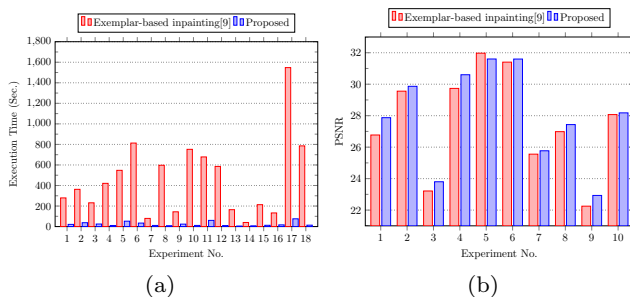 Exemplar-based inpainting[9] Proposed
1,800
1,600
1,400
1,200
1,000
800
600
400
200
0
Execution Time (Sec.)
1 2 3 4 5 6 7 8 9 10 11 12 13 14 15 16 17 18
Experiment No.
(a)
Exemplar-based inpainting[9] Proposed
32
30
28
26
24
22
PSNR
1 2 3 4 5 6 7 8 9 10
Experiment No.
(b)